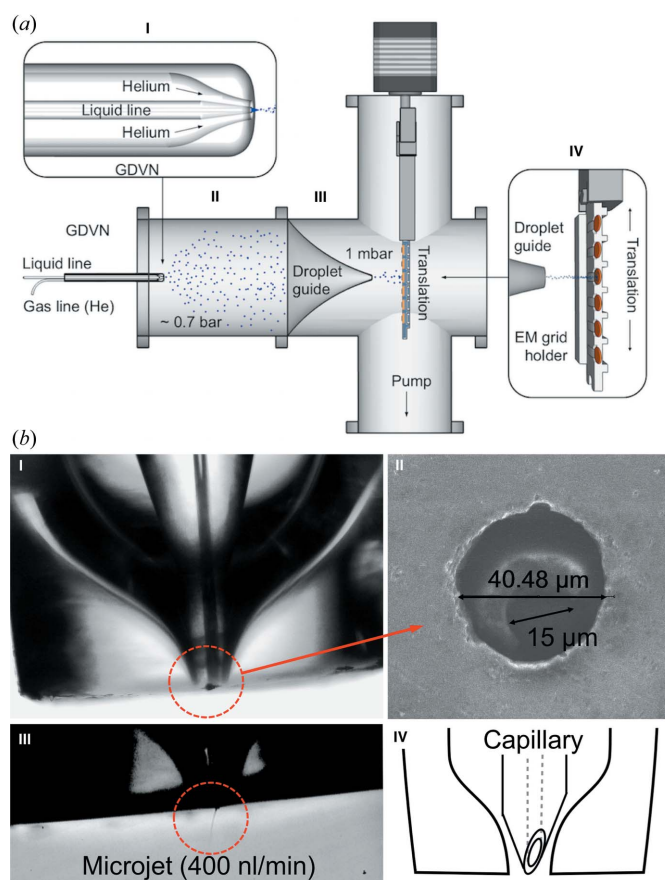 (a)
I
Helium
Liquid line
Helium
GDVN
II
III
IV
GDVN
Liquid line
Gas line (He)
~ 0.7 bar
Droplet
guide
1 mbar
Translation
Pump
Droplet
guide
EM grid
holder
Translation
(b)
I
II
40.48 µm
15 µm
III
Microjet (400 nl/min)
IV
Capillary